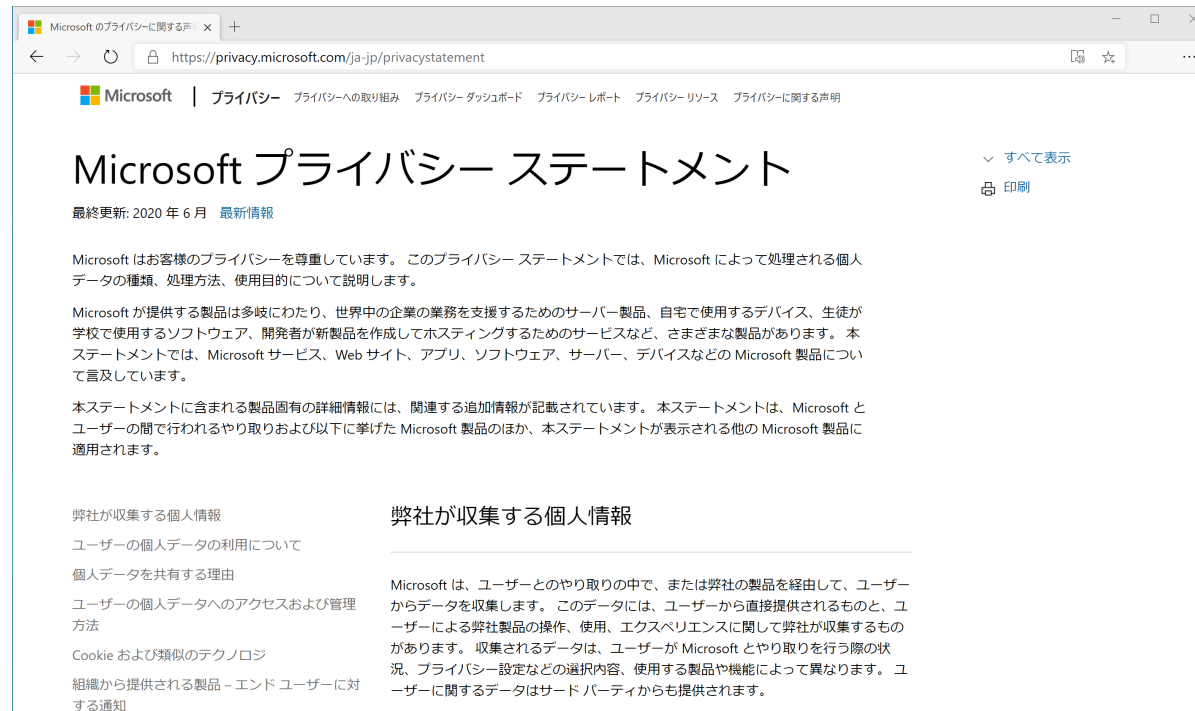 Microsoft のプライバシーに関する声
https://privacy.microsoft.com/ja-jp/privacystatement
Microsoft | プライバシー プライバシーへの取り組み プライバシー ダッシュボード プライバシー レポート プライバシー リソース プライバシーに関する声明
Microsoft プライバシー ステートメント
すべて表示
印刷
最終更新: 2020 年 6 月 最新情報
Microsoft はお客様のプライバシーを尊重しています。 このプライバシー ステートメントでは、Microsoft によって処理される個人
データの種類、処理方法、使用目的について説明します。
Microsoft が提供する製品は多岐にわたり、世界中の企業の業務を支援するためのサーバー製品、自宅で使用するデバイス、生徒が
学校で使用するソフトウェア、開発者が新製品を作成してホスティングするためのサービスなど、さまざまな製品があります。 本
ステートメントでは、Microsoft サービス、Web サイト、アプリ、ソフトウェア、サーバー、デバイスなどの Microsoft 製品につい
て言及しています。
本ステートメントに含まれる製品固有の詳細情報には、関連する追加情報が記載されています。 本ステートメントは、Microsoft と
ユーザーの間で行われるやり取りおよび以下に挙げた Microsoft 製品のほか、本ステートメントが表示される他の Microsoft 製品に
適用されます。
弊社が収集する個人情報
ユーザーの個人データの利用について
個人データを共有する理由
ユーザーの個人データへのアクセスおよび管理
方法
Cookie および類似のテクノロジ
組織から提供される製品 – エンド ユーザーに対
する通知
弊社が収集する個人情報
Microsoft は、ユーザーとのやり取りの中で、または弊社の製品を経由して、ユーザー
からデータを収集します。 このデータには、ユーザーから直接提供されるものと、ユ
ーザーによる弊社製品の操作、使用、エクスペリエンスに関して弊社が収集するもの
があります。 収集されるデータは、ユーザーが Microsoft とやり取りを行う際の状
況、プライバシー設定などの選択内容、使用する製品や機能によって異なります。 ユ
ーザーに関するデータはサード パーティからも提供されます。